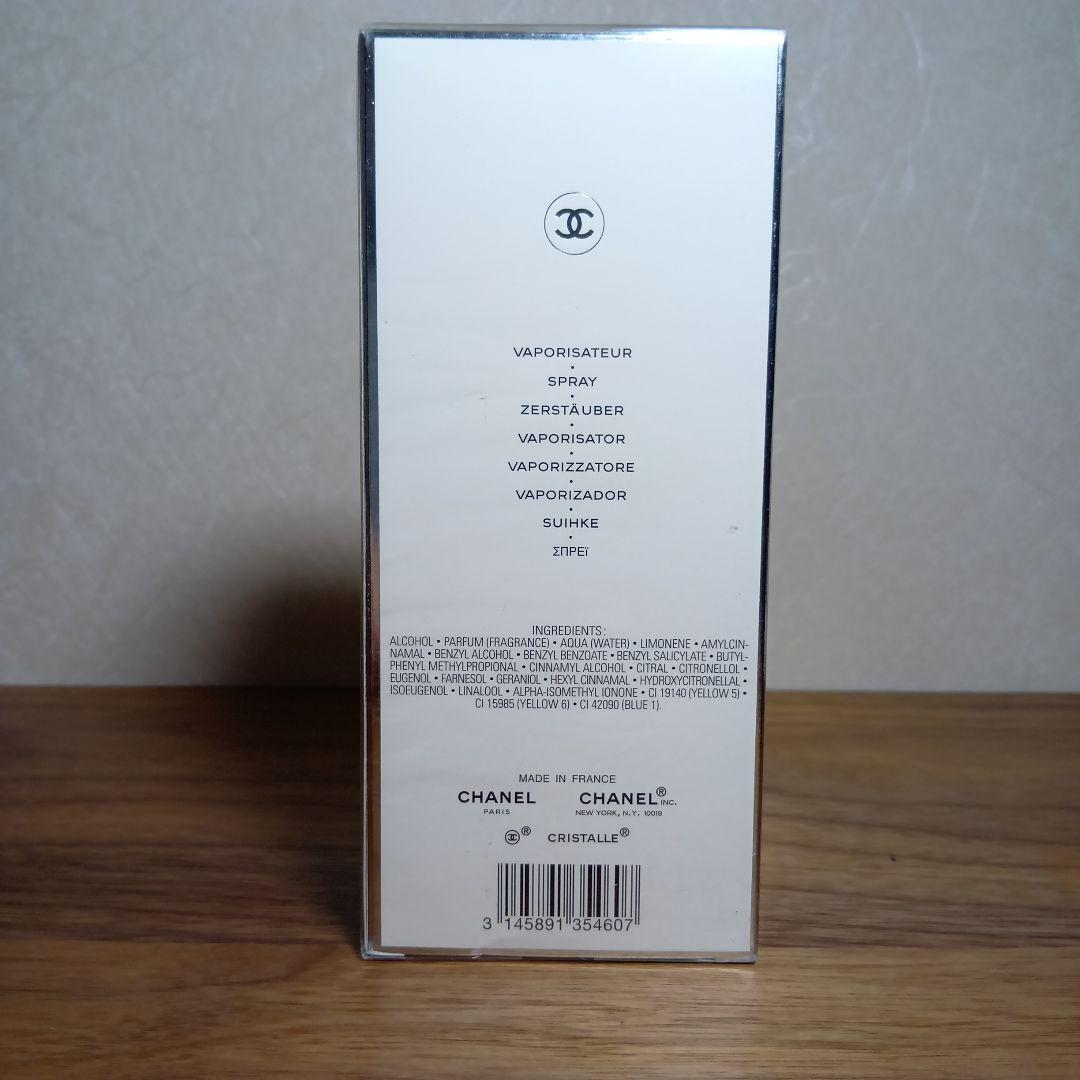 VAPORISATEUR
•
SPRAY
•
ZERSTÄUBER
•
VAPORISATOR
•
VAPORIZZATORE
•
VAPORIZADOR
•
SUIHKE
•
ΣΠΡΕϊ
INGREDIENTS:
ALCOHOL • PARFUM (FRAGRANCE) • AQUA (WATER) • LIMONENE • AMYLCIN-
NAMAL • BENZYL ALCOHOL • BENZYL BENZOATE • BENZYL SALICYLATE • BUTYL-
PHENYL METHYLPROPIONAL • CINNAMYL ALCOHOL • CITRAL • CITRONELLOL •
EUGENOL • FARNESOL • GERANIOL • HEXYL CINNAMAL • HYDROXYCITRONELLAL •
ISOEUGENOL • LINALOOL • ALPHA-ISOMETHYL IONONE • CI 19140 (YELLOW 5) •
CI 15985 (YELLOW 6) • CI 42090 (BLUE 1).
MADE IN FRANCE
CHANEL CHANEL® INC.
PARIS NEW YORK, N.Y. 10019
® CRISTALLE®
3 145891 354607